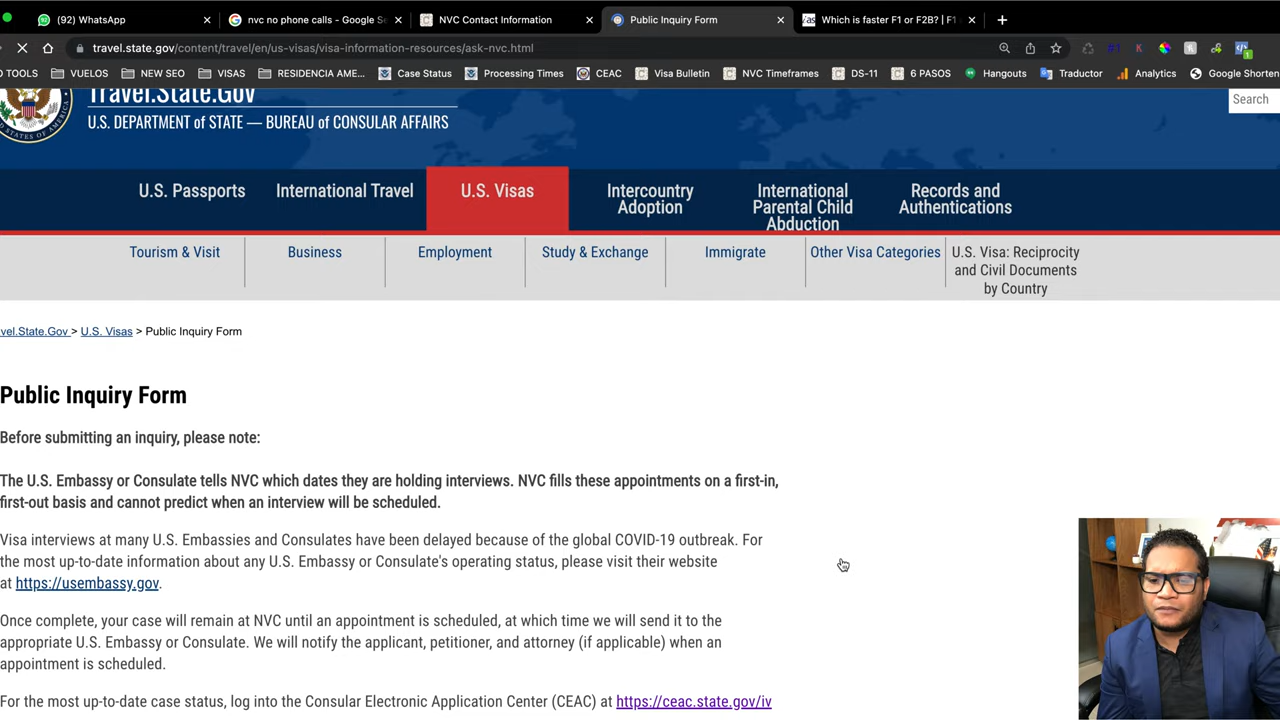 (92) WhatsApp
nvc no phone calls - Google Se
NVC Contact Information
Public Inquiry Form
Which is faster F1 or F2B? | F1
travel.state.gov/content/travel/en/us-visas/visa-information-resources/ask-nvc.html
O TOOLS
VUELOS
NEW SEO
VISAS
RESIDENCIA AME...
Case Status
Processing Times
CEAC
Visa Bulletin
NVC Timeframes
DS-11
6 PASOS
Hangouts
Traductor
Analytics
Google Shorten
Travel.State.Gov
U.S. DEPARTMENT of STATE — BUREAU of CONSULAR AFFAIRS
Search
U.S. Passports
International Travel
U.S. Visas
Intercountry
Adoption
International
Parental Child
Abduction
Records and
Authentications
Tourism & Visit
Business
Employment
Study & Exchange
Immigrate
Other Visa Categories
U.S. Visa: Reciprocity
and Civil Documents
by Country
vel.State.Gov > U.S. Visas > Public Inquiry Form
Public Inquiry Form
Before submitting an inquiry, please note:
The U.S. Embassy or Consulate tells NVC which dates they are holding interviews. NVC fills these appointments on a first-in,
first-out basis and cannot predict when an interview will be scheduled.
Visa interviews at many U.S. Embassies and Consulates have been delayed because of the global COVID-19 outbreak. For
the most up-to-date information about any U.S. Embassy or Consulate's operating status, please visit their website
at https://usembassy.gov.
Once complete, your case will remain at NVC until an appointment is scheduled, at which time we will send it to the
appropriate U.S. Embassy or Consulate. We will notify the applicant, petitioner, and attorney (if applicable) when an
appointment is scheduled.
For the most up-to-date case status, log into the Consular Electronic Application Center (CEAC) at https://ceac.state.gov/iv